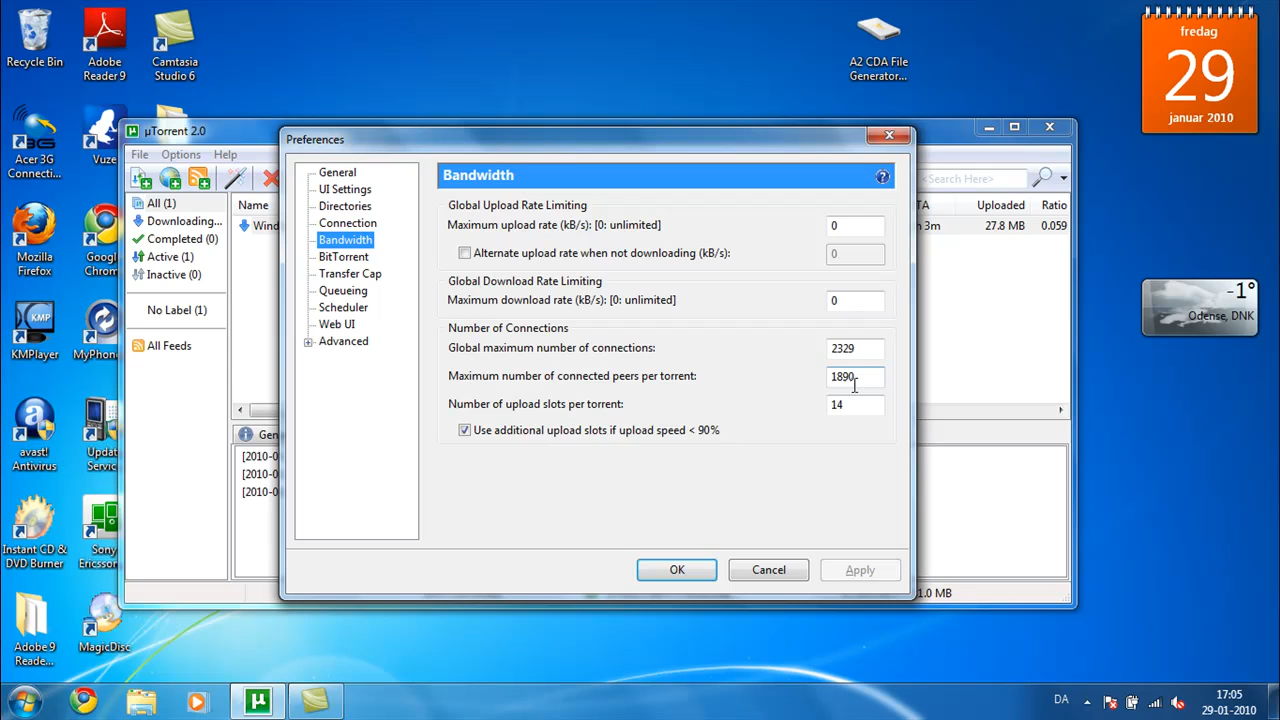 Recycle Bin
Adobe Reader 9
Camtasia Studio 6
A2 CDA File Generator...
fredag
29
januar 2010
Acer 3G Connecti...
Vuze
µTorrent 2.0
Preferences
File Options Help
<Search Here>
General
UI Settings
Directories
Connection
Bandwidth
BitTorrent
Transfer Cap
Queueing
Scheduler
Web UI
Advanced
Bandwidth
Global Upload Rate Limiting
Maximum upload rate (kB/s): [0: unlimited] 0
Alternate upload rate when not downloading (kB/s): 0
Global Download Rate Limiting
Maximum download rate (kB/s): [0: unlimited] 0
Number of Connections
Global maximum number of connections: 2329
Maximum number of connected peers per torrent: 1890
Number of upload slots per torrent: 14
Use additional upload slots if upload speed < 90%
OK Cancel Apply
All (1)
Downloading...
Completed (0)
Active (1)
Inactive (0)
No Label (1)
All Feeds
Name
Wind
TA Uploaded Ratio
3m 27.8 MB 0.059
Gen
[2010-0
[2010-0
[2010-0
1.0 MB
-1°
Odense, DNK
Mozilla Firefox
Google Chrom
KMP
KMPlayer
MyPhone
avast! Antivirus
Updat Servic
Instant CD & DVD Burner
Sony Ericsson
Adobe 9 Reade...
MagicDisc
DA
17:05
29-01-2010